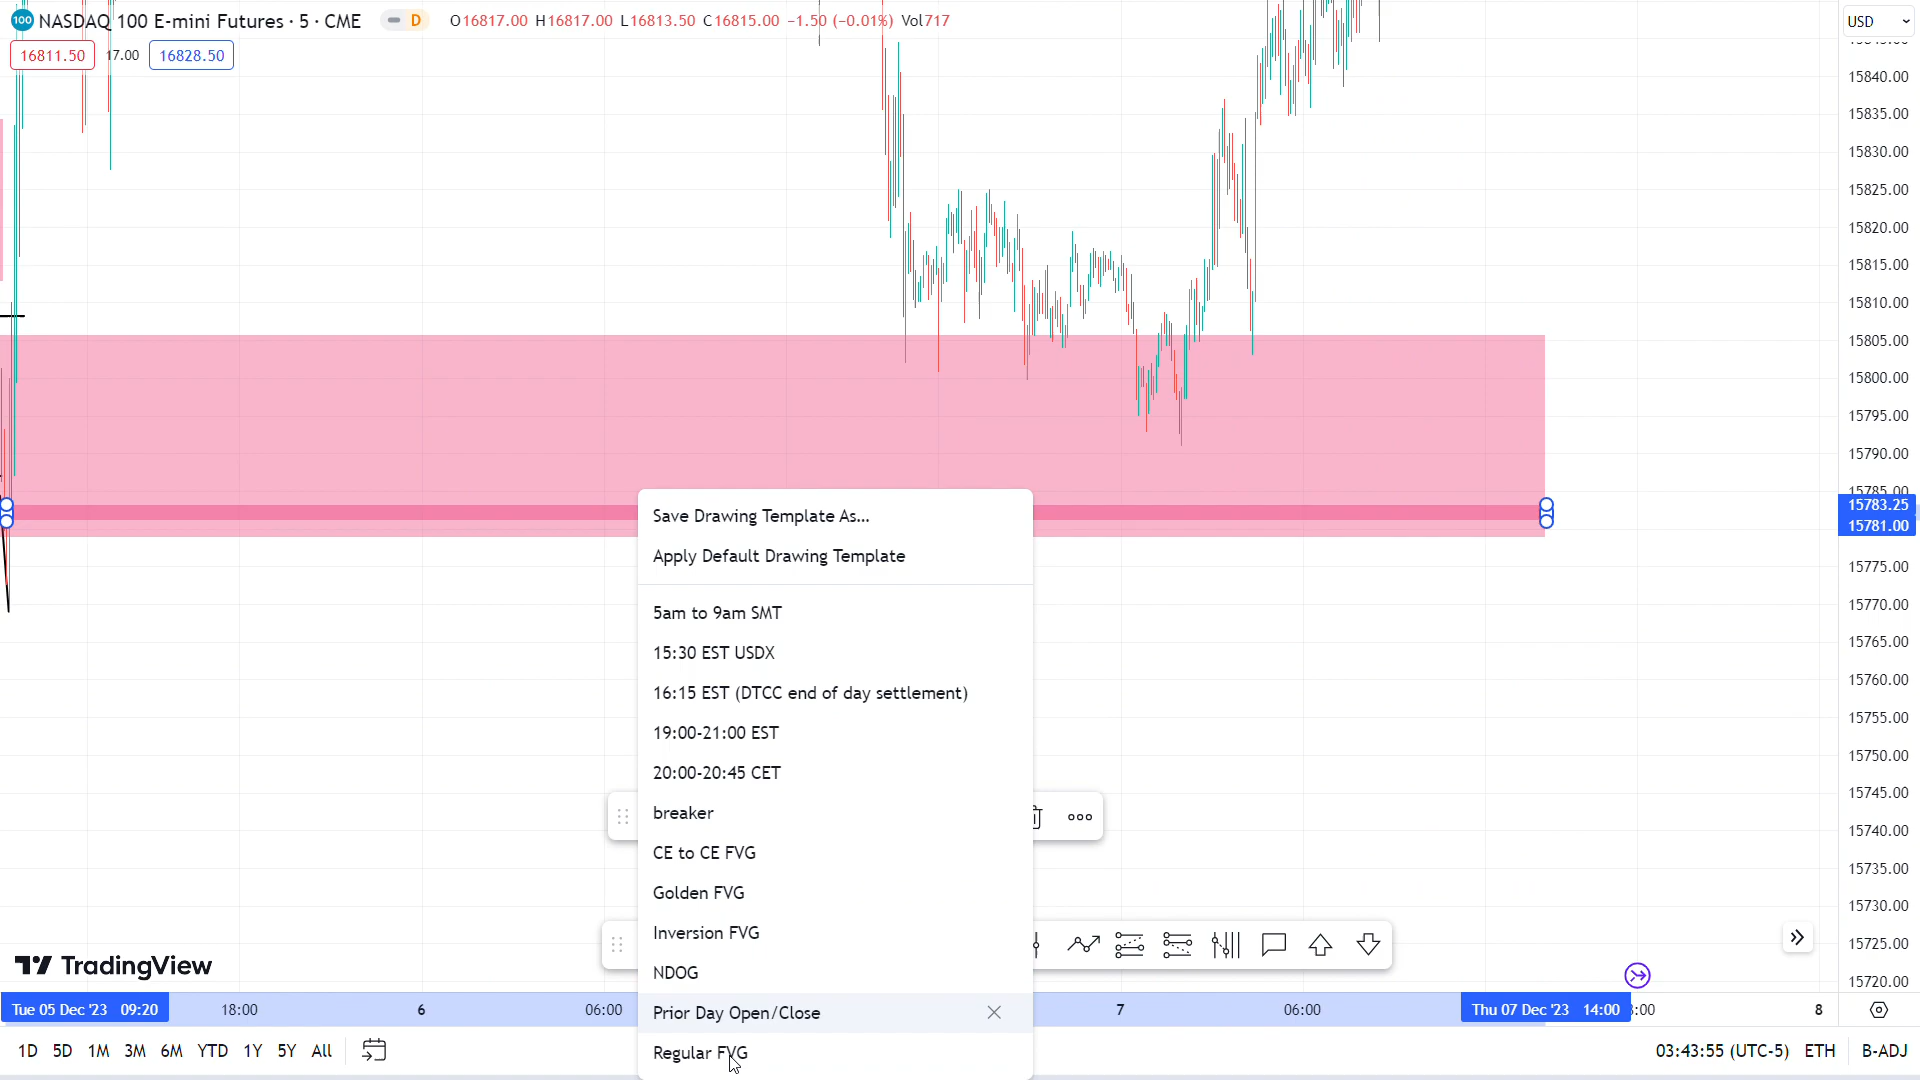 100 NASDAQ 100 E-mini Futures · 5 · CME D O16817.00 H16817.00 L16813.50 C16815.00 −1.50 (−0.01%) Vol717
USD
16811.50 17.00 16828.50
15840.00
15835.00
15830.00
15825.00
15820.00
15815.00
15810.00
15805.00
15800.00
15795.00
15790.00
15785.00
15783.25
15781.00
15775.00
15770.00
15765.00
15760.00
15755.00
15750.00
15745.00
15740.00
15735.00
15730.00
15725.00
15720.00
Save Drawing Template As...
Apply Default Drawing Template
5am to 9am SMT
15:30 EST USDX
16:15 EST (DTCC end of day settlement)
19:00-21:00 EST
20:00-20:45 CET
breaker
CE to CE FVG
Golden FVG
Inversion FVG
NDOG
Prior Day Open/Close
Regular FVG
TradingView
Tue 05 Dec '23 09:20 18:00 6 06:00 7 06:00 Thu 07 Dec '23 14:00 8
1D 5D 1M 3M 6M YTD 1Y 5Y All
03:43:55 (UTC-5) ETH B-ADJ